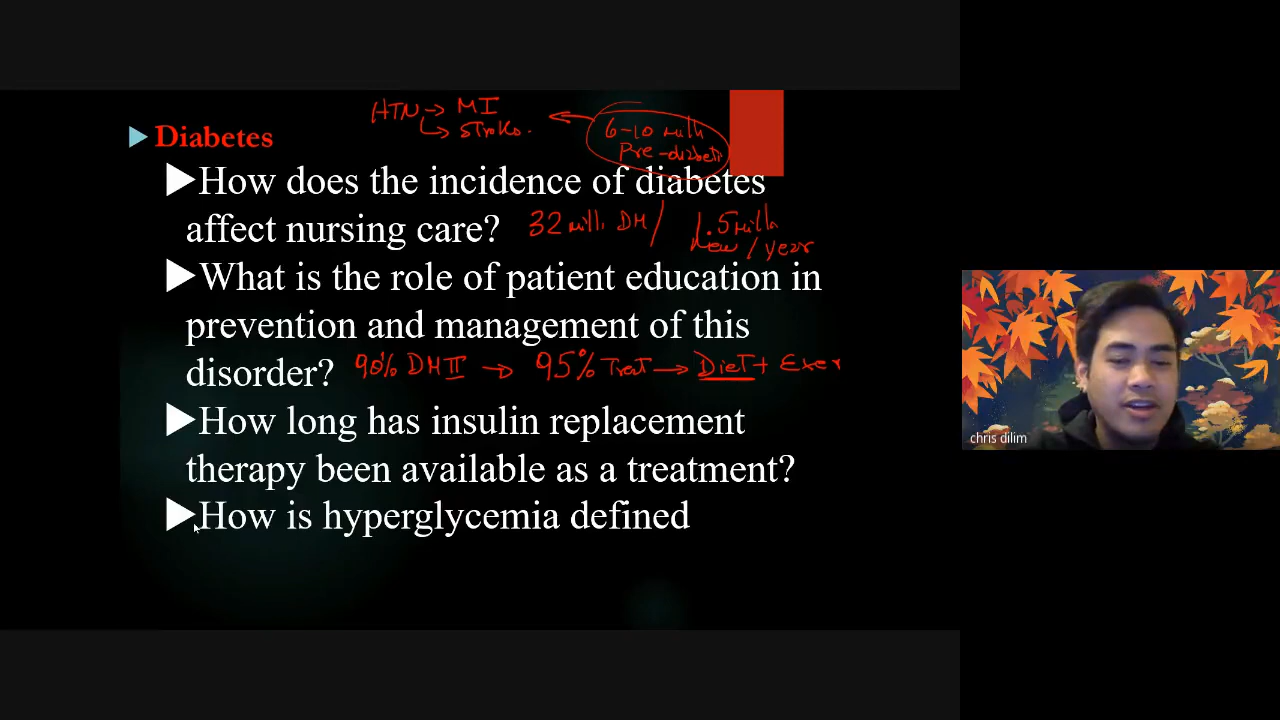 HTN → MI
↳ Stroke.
6-10 mill
Pre-diabeti
Diabetes
How does the incidence of diabetes
affect nursing care? 32 mill. DM / 1.5 mill
New / year
What is the role of patient education in
prevention and management of this
disorder? 90% DM II → 95% Treat → Diet + Exer
How long has insulin replacement
therapy been available as a treatment?
How is hyperglycemia defined
chris dilim